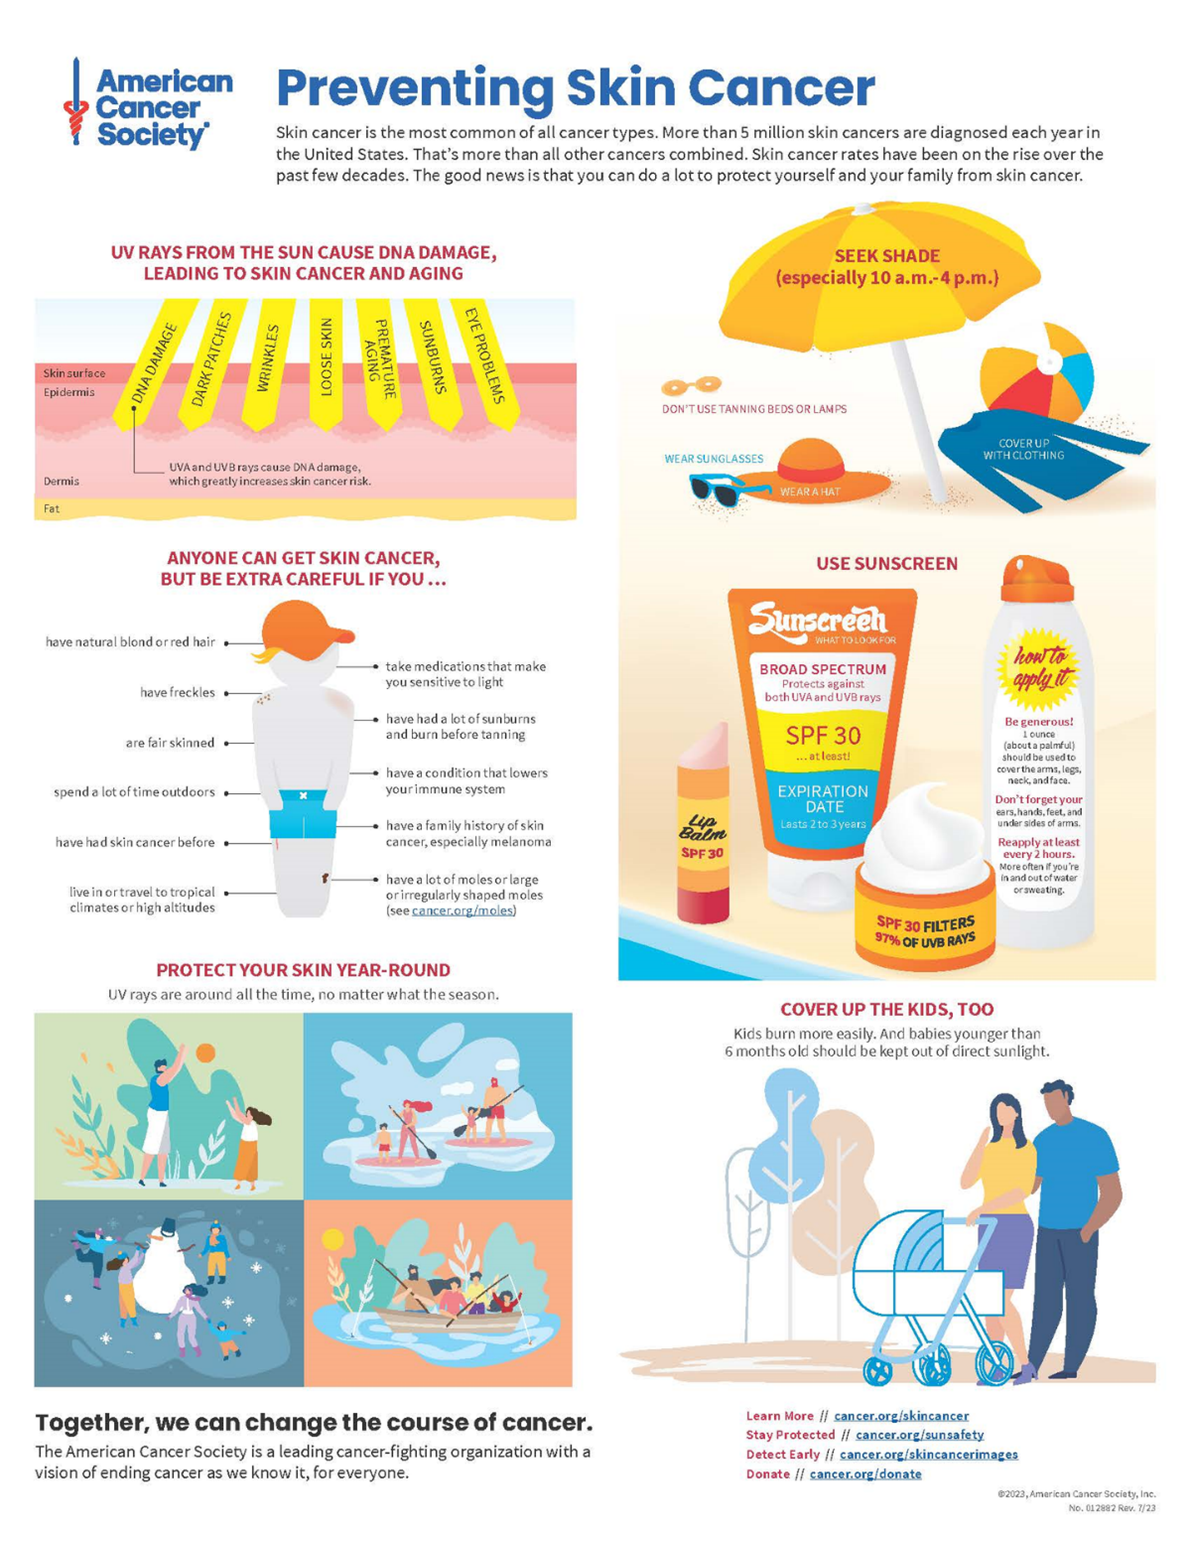 American
Cancer
Society
Preventing Skin Cancer
Skin cancer is the most common of all cancer types. More than 5 million skin cancers are diagnosed each year in
the United States. That's more than all other cancers combined. Skin cancer rates have been on the rise over the
past few decades. The good news is that you can do a lot to protect yourself and your family from skin cancer.
UV RAYS FROM THE SUN CAUSE DNA DAMAGE,
LEADING TO SKIN CANCER AND AGING
DNA DAMAGE
DARK PATCHES
WRINKLES
LOOSE SKIN
PREMATURE
AGING
SUNBURNS
EYE PROBLEMS
Skin surface
Epidermis
UVA and UVB rays cause DNA damage,
which greatly increases skin cancer risk.
Dermis
Fat
ANYONE CAN GET SKIN CANCER,
BUT BE EXTRA CAREFUL IF YOU ...
have natural blond or red hair
have freckles
are fair skinned
spend a lot of time outdoors
have had skin cancer before
live in or travel to tropical
climates or high altitudes
take medications that make
you sensitive to light
have had a lot of sunburns
and burn before tanning
have a condition that lowers
your immune system
have a family history of skin
cancer, especially melanoma
have a lot of moles or large
or irregularly shaped moles
(see cancer.org/moles)
PROTECT YOUR SKIN YEAR-ROUND
UV rays are around all the time, no matter what the season.
SEEK SHADE
(especially 10 a.m.-4 p.m.)
DON'T USE TANNING BEDS OR LAMPS
WEAR SUNGLASSES
WEAR A HAT
COVER UP
WITH CLOTHING
USE SUNSCREEN
Lip
Balm
SPF 30
Sunscreen
WHAT TO LOOK FOR
BROAD SPECTRUM
Protects against
both UVA and UVB rays
SPF 30
... at least!
EXPIRATION
DATE
Lasts 2 to 3 years
SPF 30 FILTERS
97% OF UVB RAYS
how to
apply it
Be generous!
1 ounce
(about a palmful)
should be used to
cover the arms, legs,
neck, and face.
Don't forget your
ears, hands, feet, and
under sides of arms.
Reapply at least
every 2 hours.
More often if you're
in and out of water
or sweating.
COVER UP THE KIDS, TOO
Kids burn more easily. And babies younger than
6 months old should be kept out of direct sunlight.
Together, we can change the course of cancer.
The American Cancer Society is a leading cancer-fighting organization with a
vision of ending cancer as we know it, for everyone.
Learn More // cancer.org/skincancer
Stay Protected // cancer.org/sunsafety
Detect Early // cancer.org/skincancerimages
Donate // cancer.org/donate
©2023, American Cancer Society, Inc.
No. 012882 Rev. 7/23